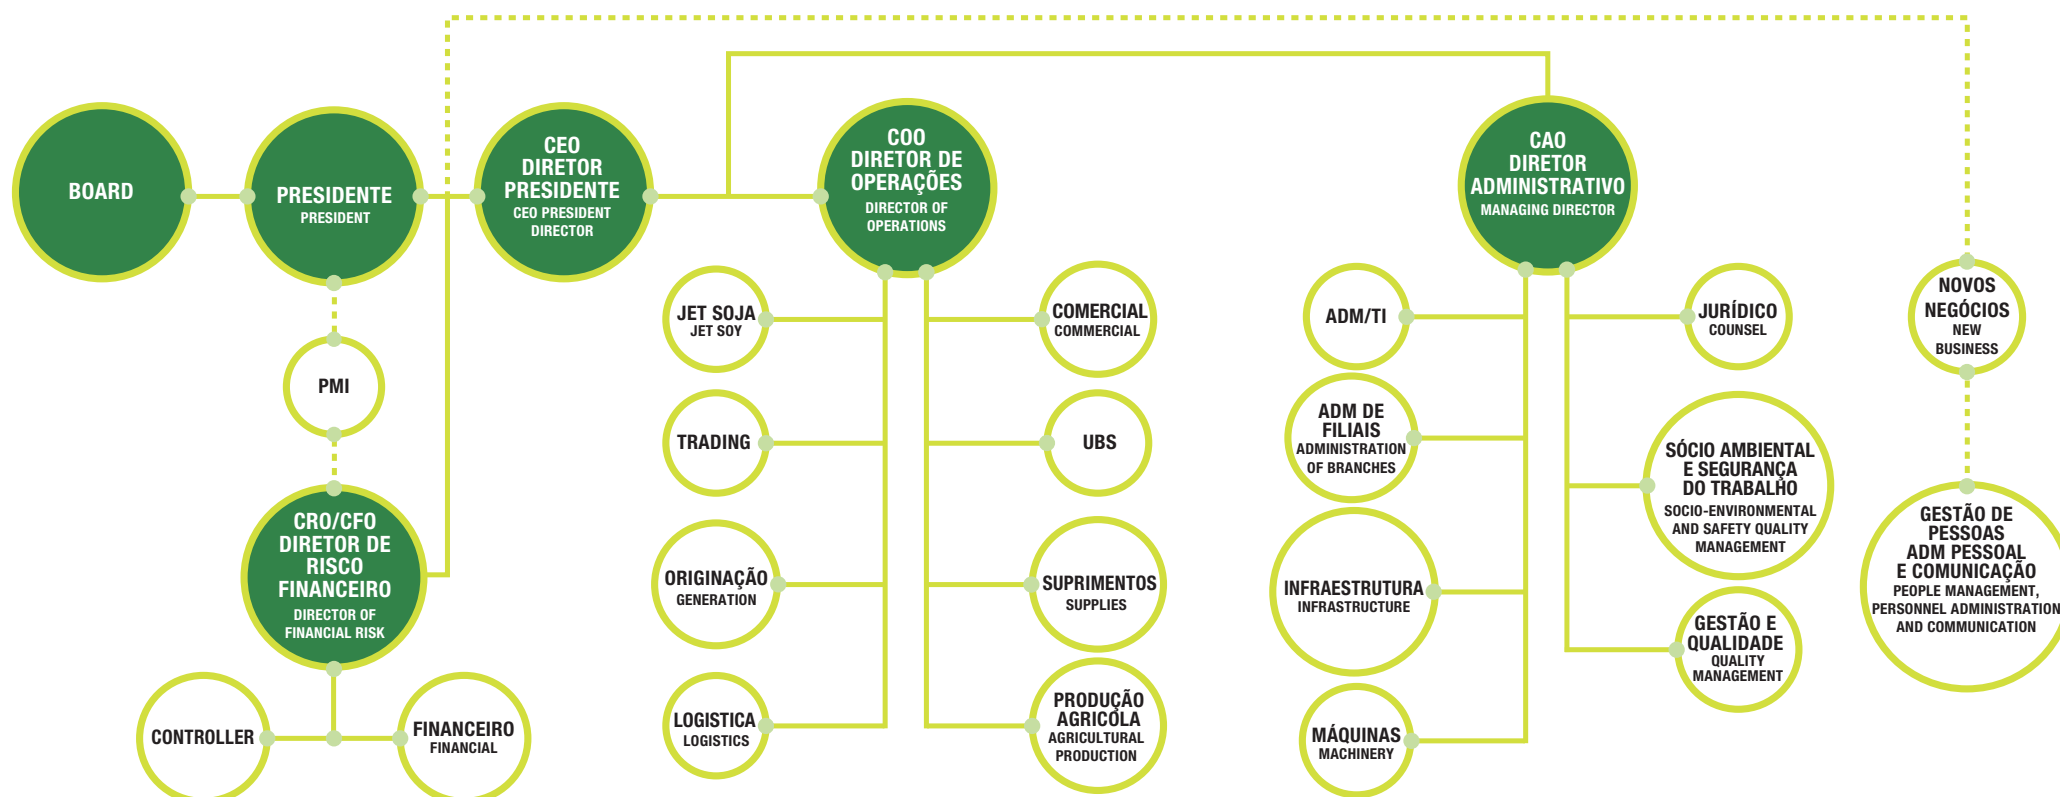 BOARD
PRESIDENTE
PRESIDENT
CEO
DIRETOR
PRESIDENTE
CEO PRESIDENT
DIRECTOR
COO
DIRETOR DE
OPERAÇÕES
DIRECTOR OF
OPERATIONS
CAO
DIRETOR
ADMINISTRATIVO
MANAGING DIRECTOR
PMI
CRO/CFO
DIRETOR DE
RISCO
FINANCEIRO
DIRECTOR OF
FINANCIAL RISK
CONTROLLER
FINANCEIRO
FINANCIAL
JET SOJA
JET SOY
TRADING
ORIGINAÇÃO
GENERATION
LOGISTICA
LOGISTICS
COMERCIAL
COMMERCIAL
UBS
SUPRIMENTOS
SUPPLIES
PRODUÇÃO
AGRICOLA
AGRICULTURAL
PRODUCTION
ADM/TI
ADM DE
FILIAIS
ADMINISTRATION
OF BRANCHES
INFRAESTRUTURA
INFRASTRUCTURE
MÁQUINAS
MACHINERY
JURÍDICO
COUNSEL
SÓCIO AMBIENTAL
E SEGURANÇA
DO TRABALHO
SOCIO-ENVIRONMENTAL
AND SAFETY QUALITY
MANAGEMENT
GESTÃO E
QUALIDADE
QUALITY
MANAGEMENT
NOVOS
NEGÓCIOS
NEW
BUSINESS
GESTÃO DE
PESSOAS
ADM PESSOAL
E COMUNICAÇÃO
PEOPLE MANAGEMENT,
PERSONNEL ADMINISTRATION
AND COMMUNICATION